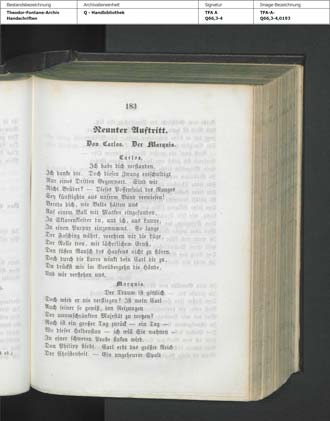 Bestandsbezeichnung
Archivalieneinheit
Signatur
Image-Bezeichnung
Theodor-Fontane-Archiv
Handschriften
Q - Handbibliothek
TFA A
Q66,3-4
TFA-A-
Q66,3-4,0193
183
Neunter Auftritt.
Don Carlos. Der Marquis.
Carlos.
Ich habe dich verstanden.
Ich danke dir. Doch diesen Zwang entschuldigt
Nur eines Dritten Gegenwart. Sind wir
Nicht Brüder? — Dieses Possenspiel des Ranges
Sey künftighin aus unserm Bund verwiesen!
Berede dich, wir Beide hätten uns
Auf einem Ball mit Masken eingefunden,
In Sklavenkleider du, und ich, aus Laune,
In einen Purpur eingemummt. So lange
Der Fasching währt, verehren wir die Lüge,
Der Rolle treu, mit lächerlichem Ernst,
Den süßen Rausch des Haufens nicht zu stören.
Doch durch die Larve winkt dein Carl dir zu,
Du drückst mir im Vorübergehn die Hände,
Und wir verstehen uns.
Marquis.
Der Traum ist göttlich.
Doch wird er nie verfliegen? Ist mein Carl
Auch seiner so gewiß, den Reizungen
Der unumschränkten Majestät zu trotzen?
Noch ist ein großer Tag zurück — ein Tag —
Wo dieser Heldensinn — ich will Sie mahnen —
In einer schweren Probe sinken wird.
Don Philipp stirbt. Carl erbt das größte Reich
Der Christenheit. — Ein ungeheurer Spalt